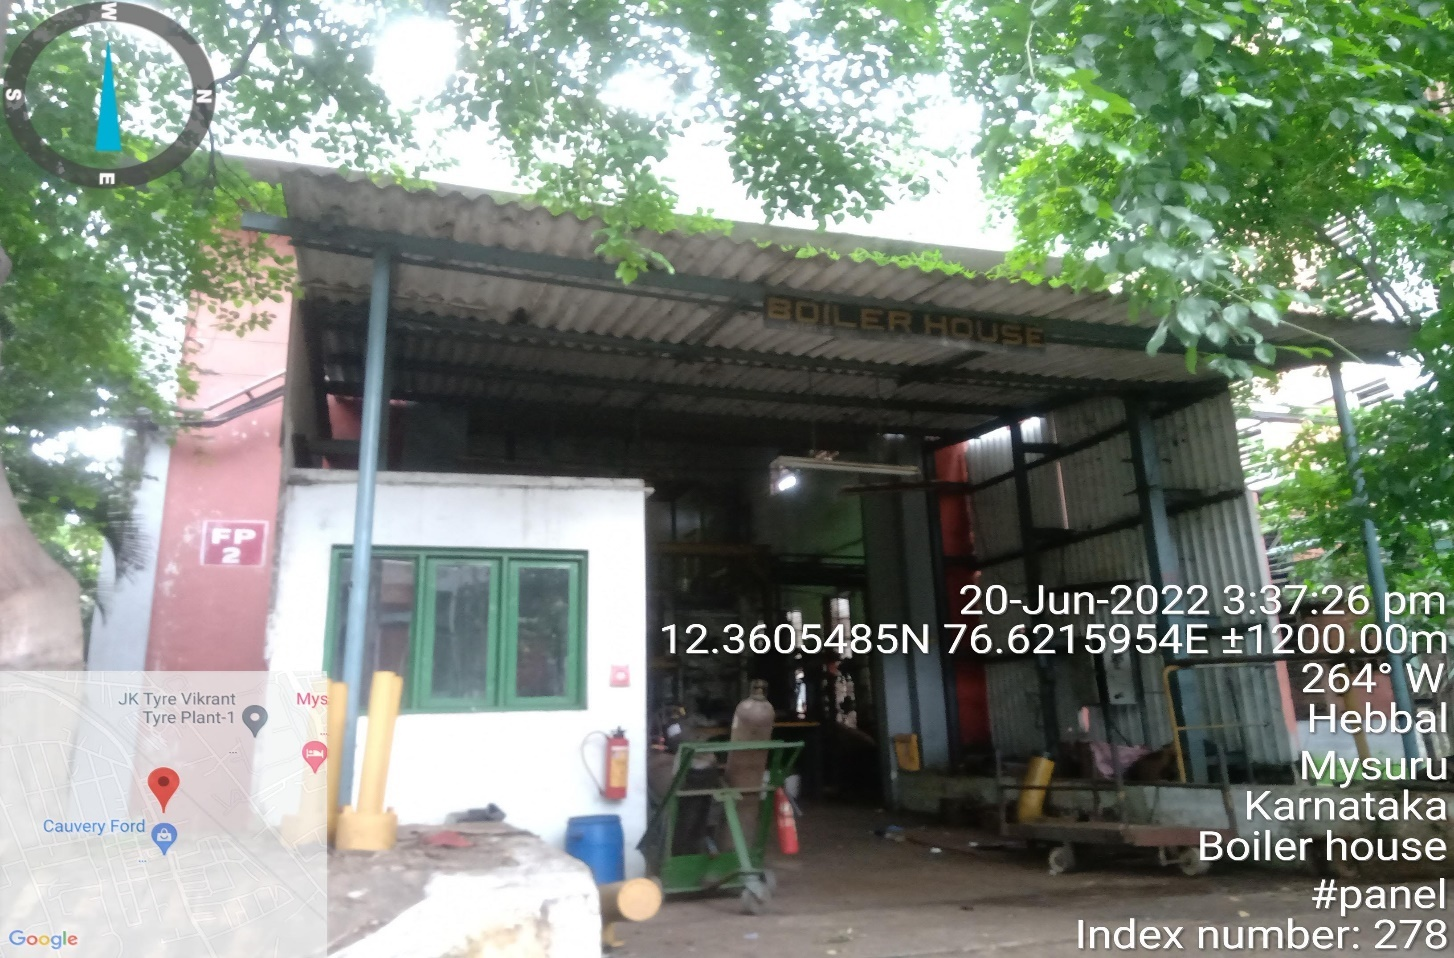 W
S
N
E
BOILER HOUSE
FP
2
20-Jun-2022 3:37:26 pm
12.3605485N 76.6215954E ±1200.00m
264° W
Hebbal
Mysuru
Karnataka
Boiler house
#panel
Index number: 278
JK Tyre Vikrant
Tyre Plant-1
Mys
Cauvery Ford
Google